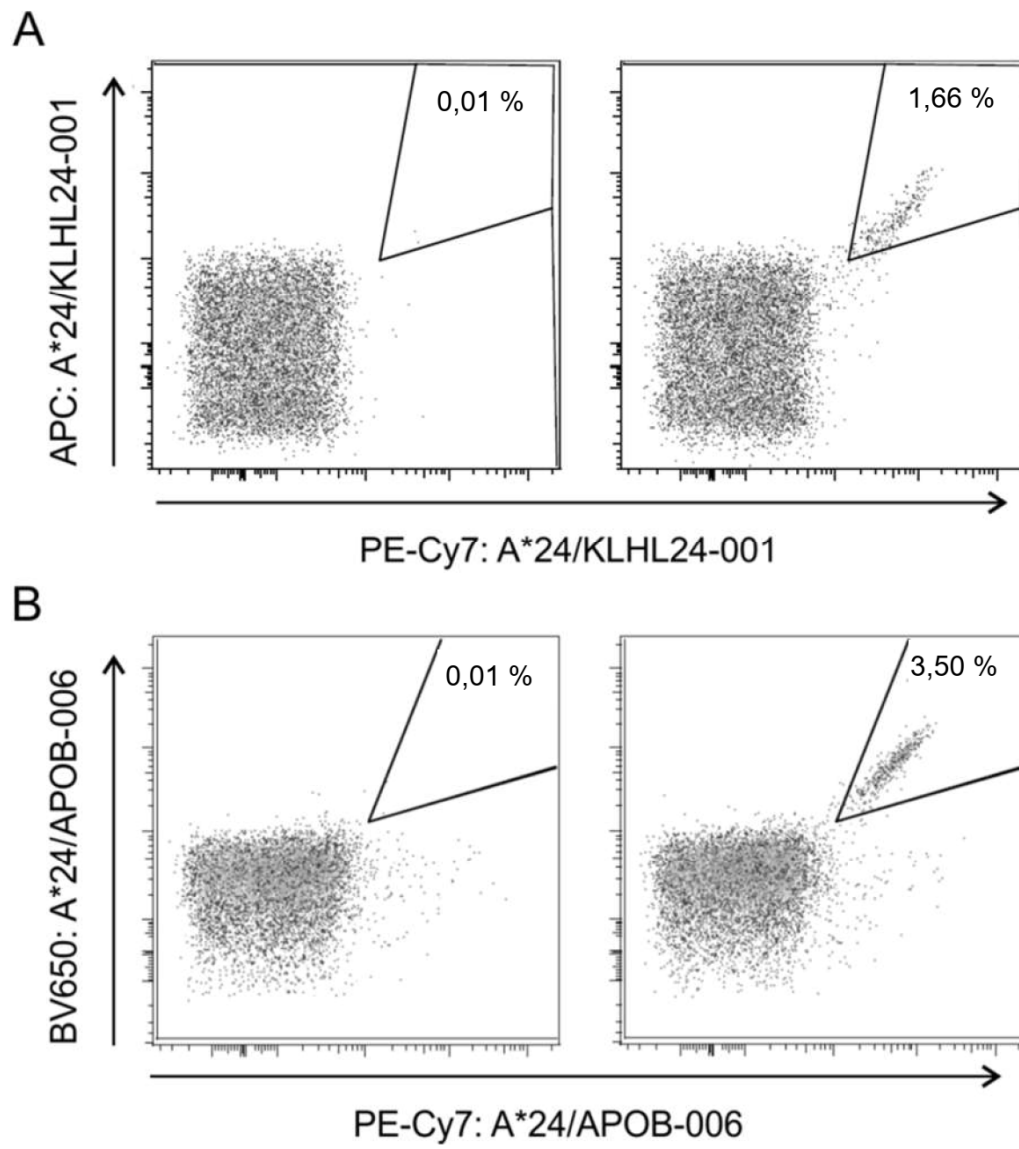 A
0,01 %
1,66 %
APC: A*24/KLHL24-001
PE-Cy7: A*24/KLHL24-001
B
0,01 %
3,50 %
BV650: A*24/APOB-006
PE-Cy7: A*24/APOB-006